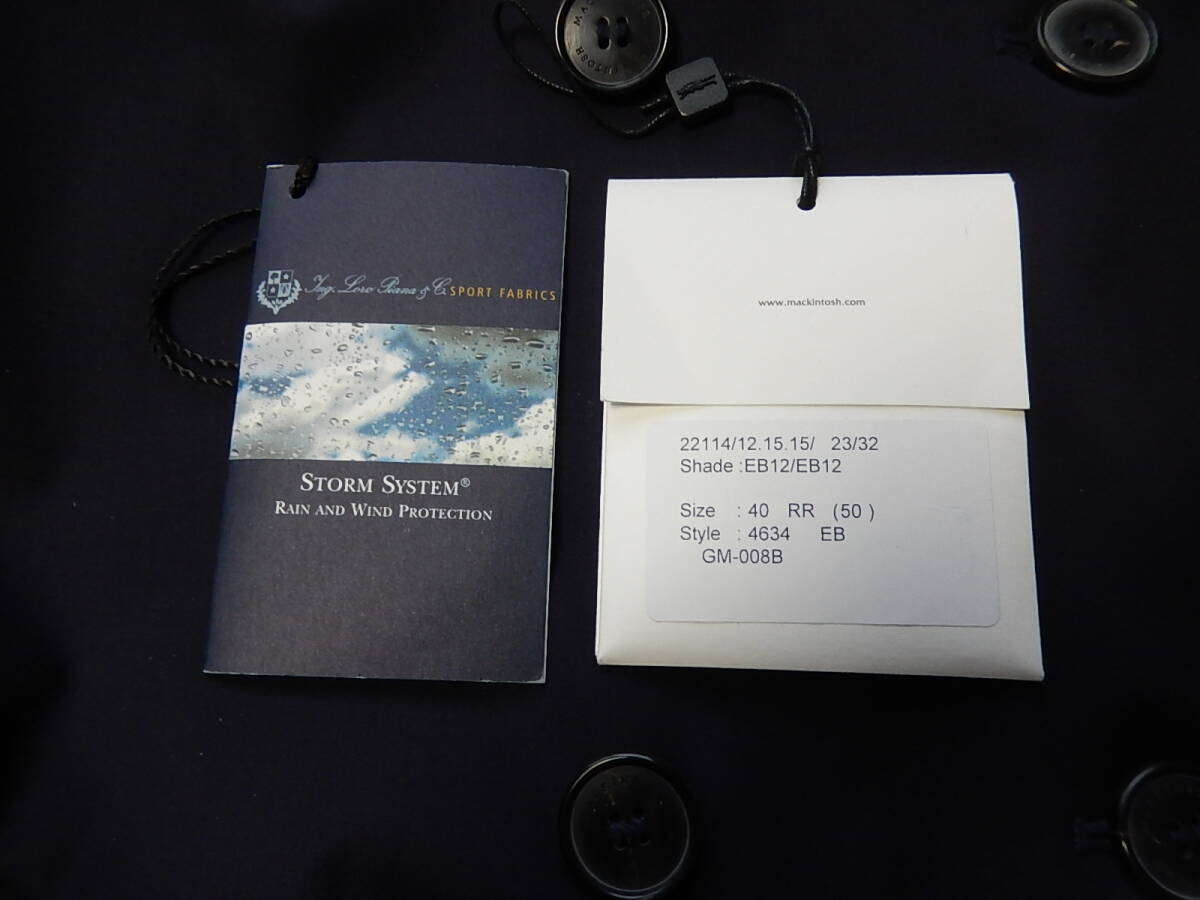 MACKINTOSH
Ing. Loro Piana & C. SPORT FABRICS
STORM SYSTEM®
RAIN AND WIND PROTECTION
www.mackintosh.com
22114/12.15.15/ 23/32
Shade :EB12/EB12
Size : 40 RR (50 )
Style : 4634 EB
GM-008B